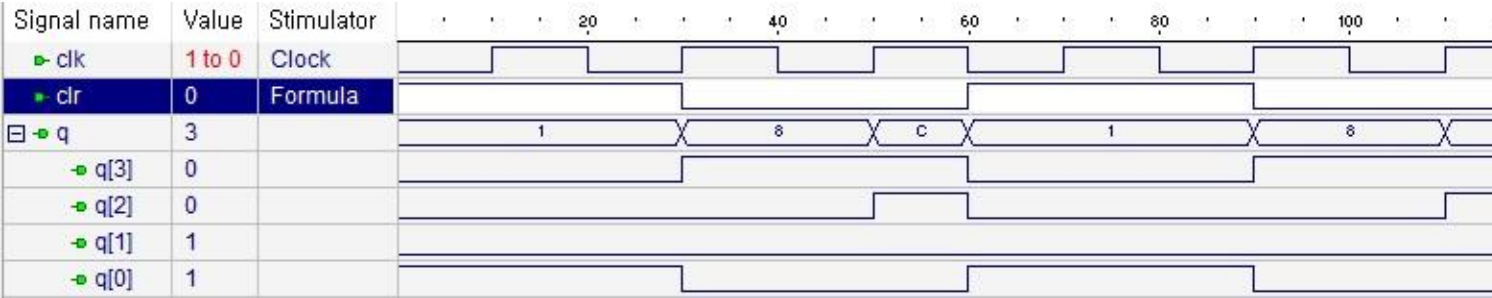 Signal name Value Stimulator 20 40 60 80 100
clk 1 to 0 Clock
clr 0 Formula
q 3 1 8 C 1 8
q[3] 0
q[2] 0
q[1] 1
q[0] 1